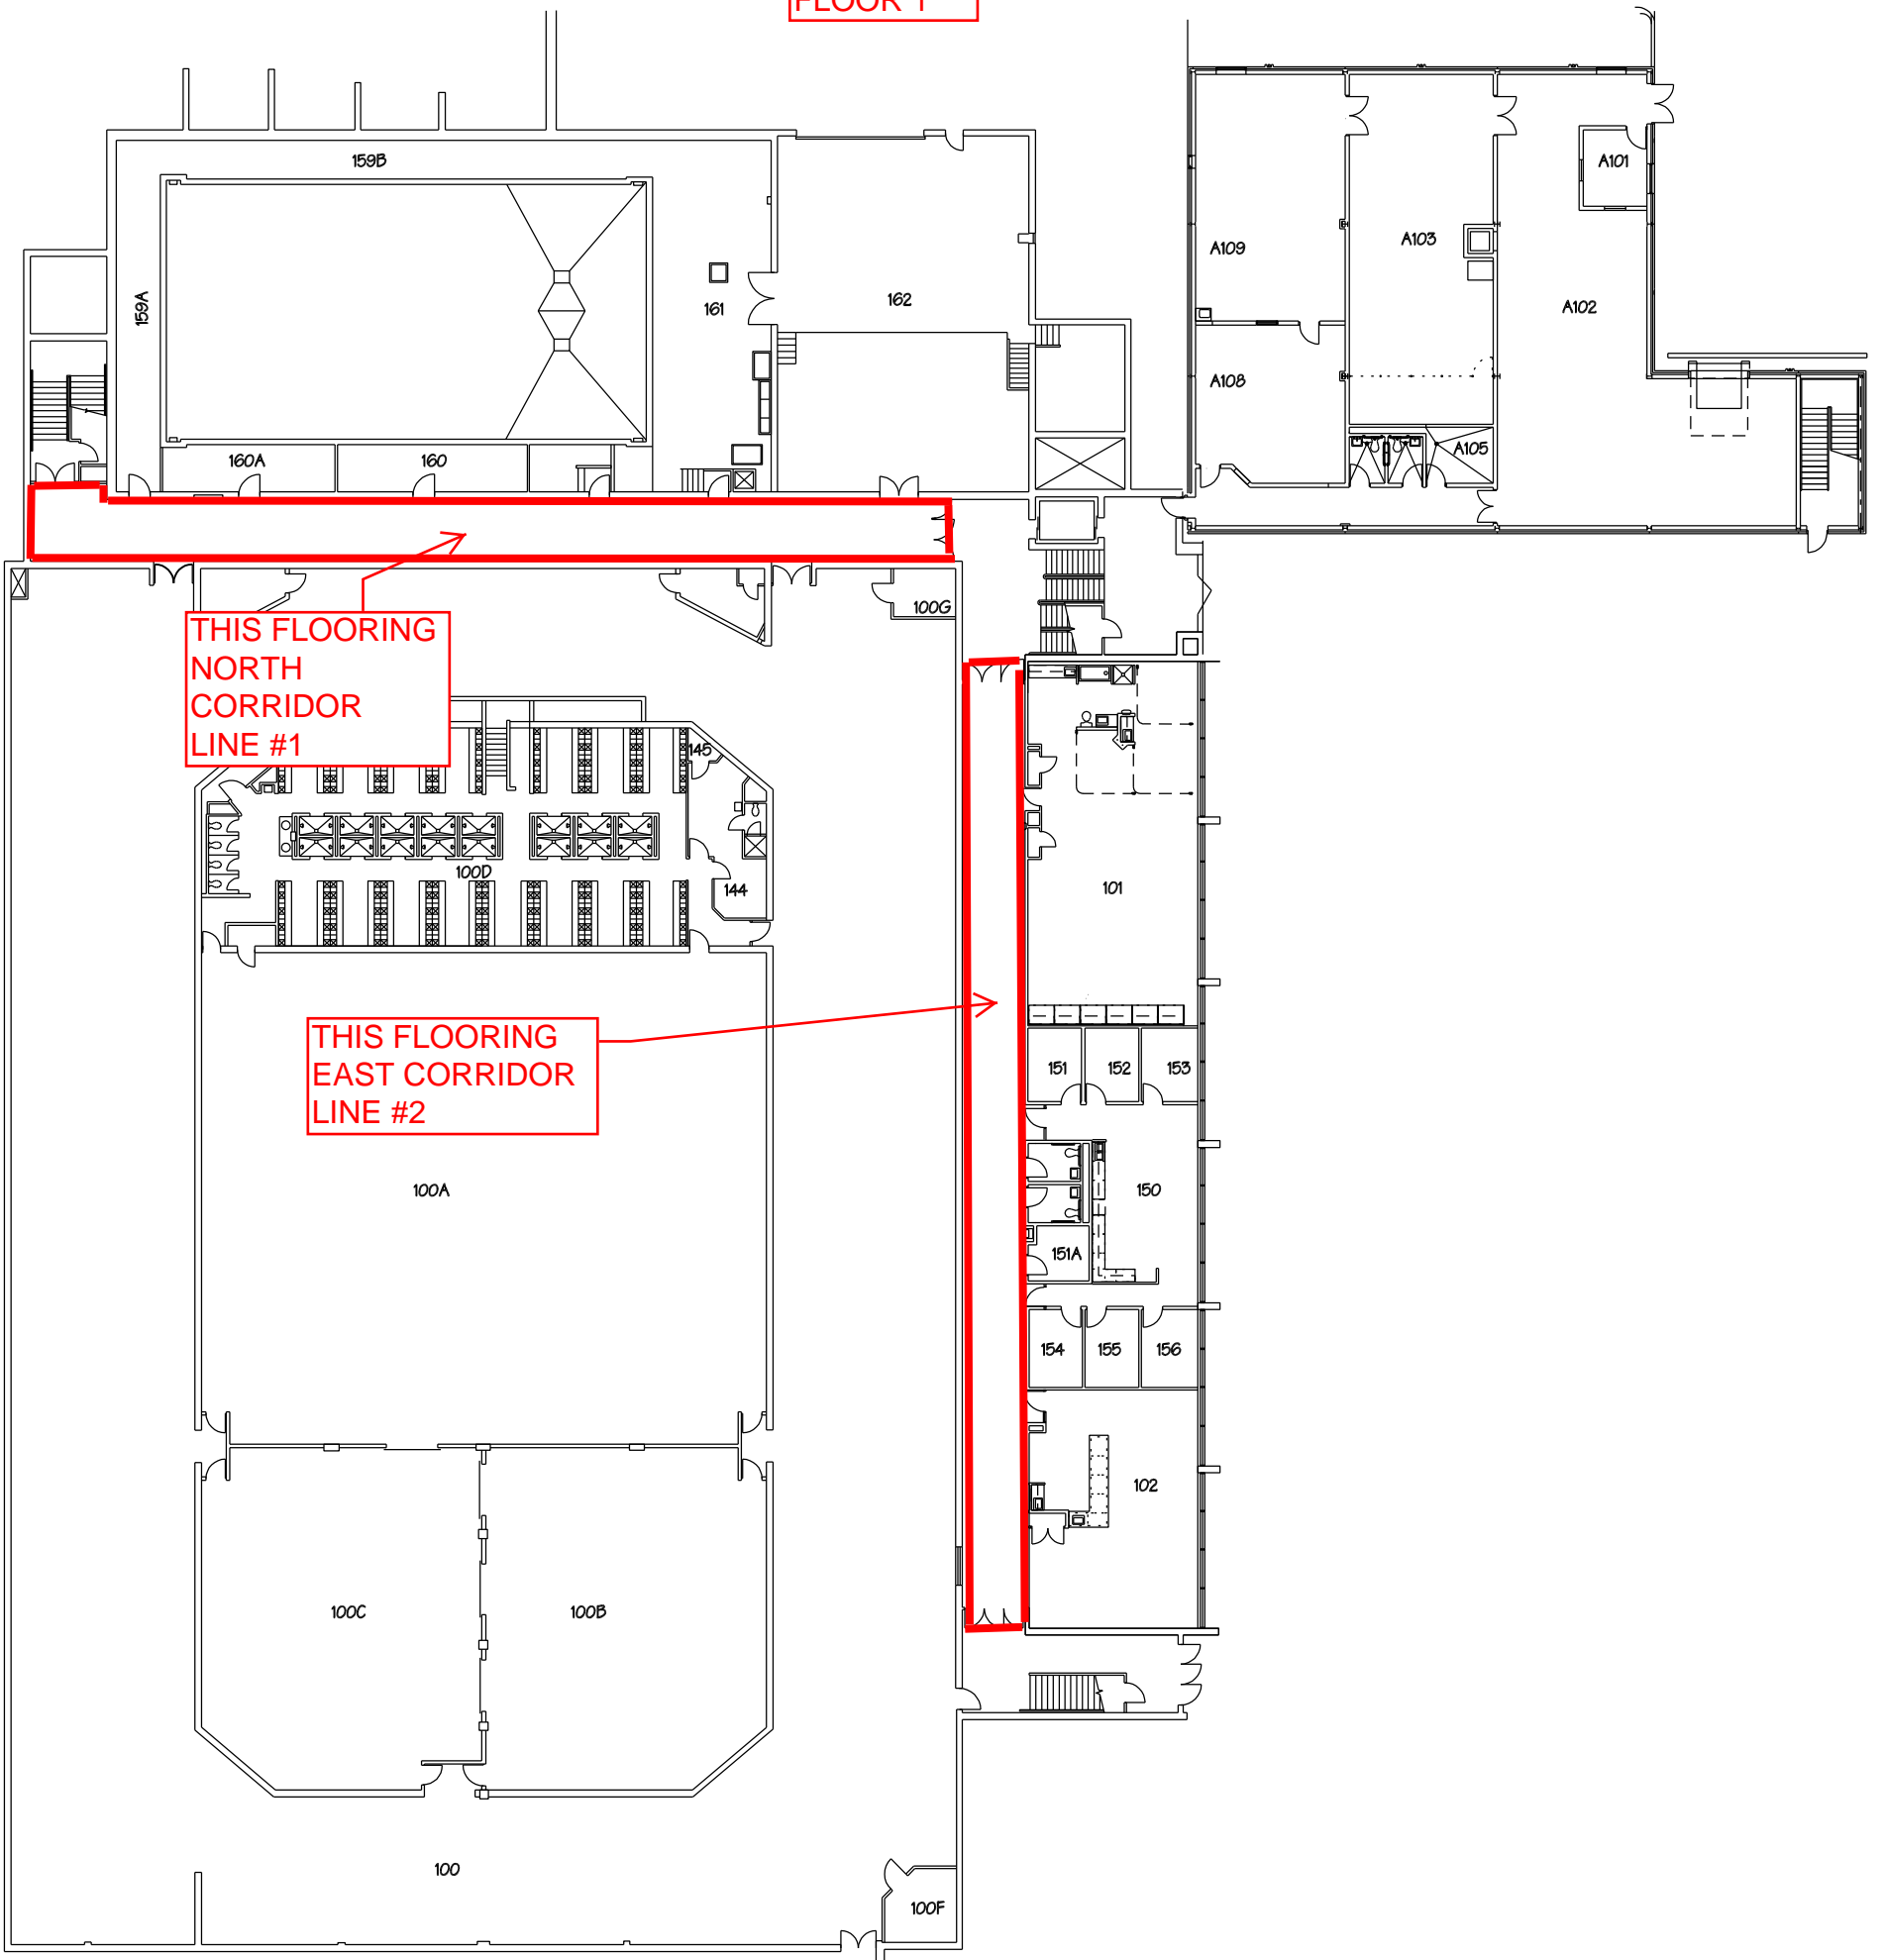 FLOOR 1
159B
A101
A109
A103
159A
161
162
A102
A108
160A
160
A105
100G
THIS FLOORING
NORTH
CORRIDOR
LINE #1
145
100D
144
101
THIS FLOORING
EAST CORRIDOR
LINE #2
151
152
153
100A
150
151A
154
155
156
102
100C
100B
100
100F